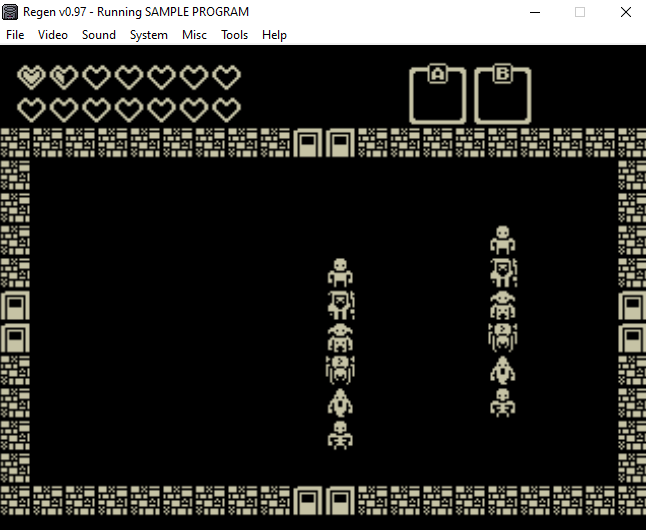 Regen v0.97 - Running SAMPLE PROGRAM
File Video Sound System Misc Tools Help
A B